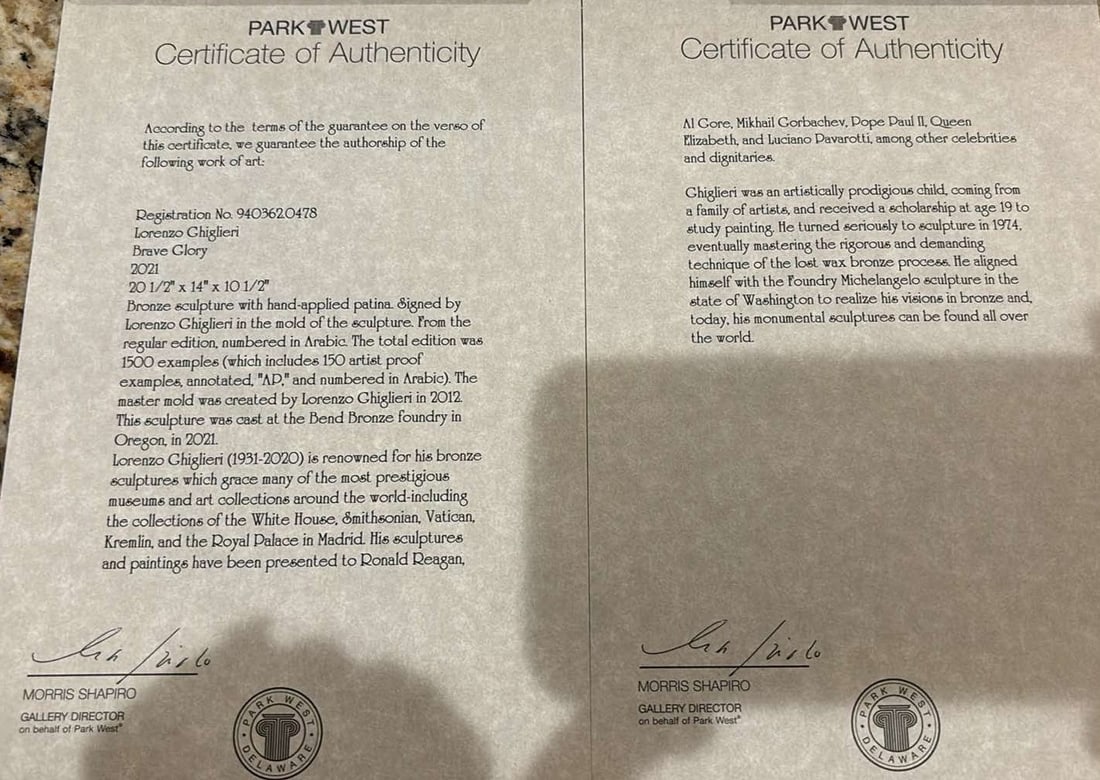 PARK WEST
Certificate of Authenticity
According to the terms of the guarantee on the verso of
this certificate, we guarantee the authorship of the
following work of art:
Registration No. 9403620478
Lorenzo Ghiglieri
Brave Glory
2021
20 1/2" x 14" x 10 1/2"
Bronze sculpture with hand-applied patina. Signed by
Lorenzo Ghiglieri in the mold of the sculpture. From the
regular edition, numbered in Arabic. The total edition was
1500 examples (which includes 150 artist proof
examples, annotated, "AP," and numbered in Arabic). The
master mold was created by Lorenzo Ghiglieri in 2012.
This sculpture was cast at the Bend Bronze foundry in
Oregon, in 2021.
Lorenzo Ghiglieri (1931-2020) is renowned for his bronze
sculptures which grace many of the most prestigious
museums and art collections around the world-including
the collections of the White House, Smithsonian, Vatican,
Kremlin, and the Royal Palace in Madrid. His sculptures
and paintings have been presented to Ronald Reagan,
MORRIS SHAPIRO
GALLERY DIRECTOR
on behalf of Park West®
PARK WEST
DELAWARE
PARK WEST
Certificate of Authenticity
Al Gore, Mikhail Gorbachev, Pope Paul II, Queen
Elizabeth, and Luciano Pavarotti, among other celebrities
and dignitaries.
Ghiglieri was an artistically prodigious child, coming from
a family of artists, and received a scholarship at age 19 to
study painting. He turned seriously to sculpture in 1974,
eventually mastering the rigorous and demanding
technique of the lost wax bronze process. He aligned
himself with the Foundry Michelangelo sculpture in the
state of Washington to realize his visions in bronze and,
today, his monumental sculptures can be found all over
the world.
MORRIS SHAPIRO
GALLERY DIRECTOR
on behalf of Park West®
PARK WEST
DELAWARE